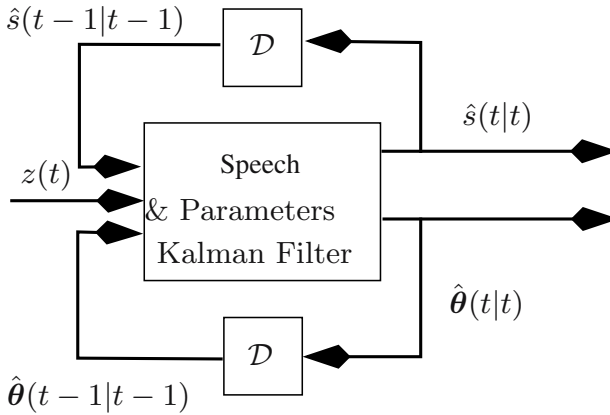 ŝ(t − 1|t − 1)
𝒟
ŝ(t|t)
z(t)
Speech
& Parameters
Kalman Filter
𝜽̂(t|t)
𝒟
𝜽̂(t − 1|t − 1)